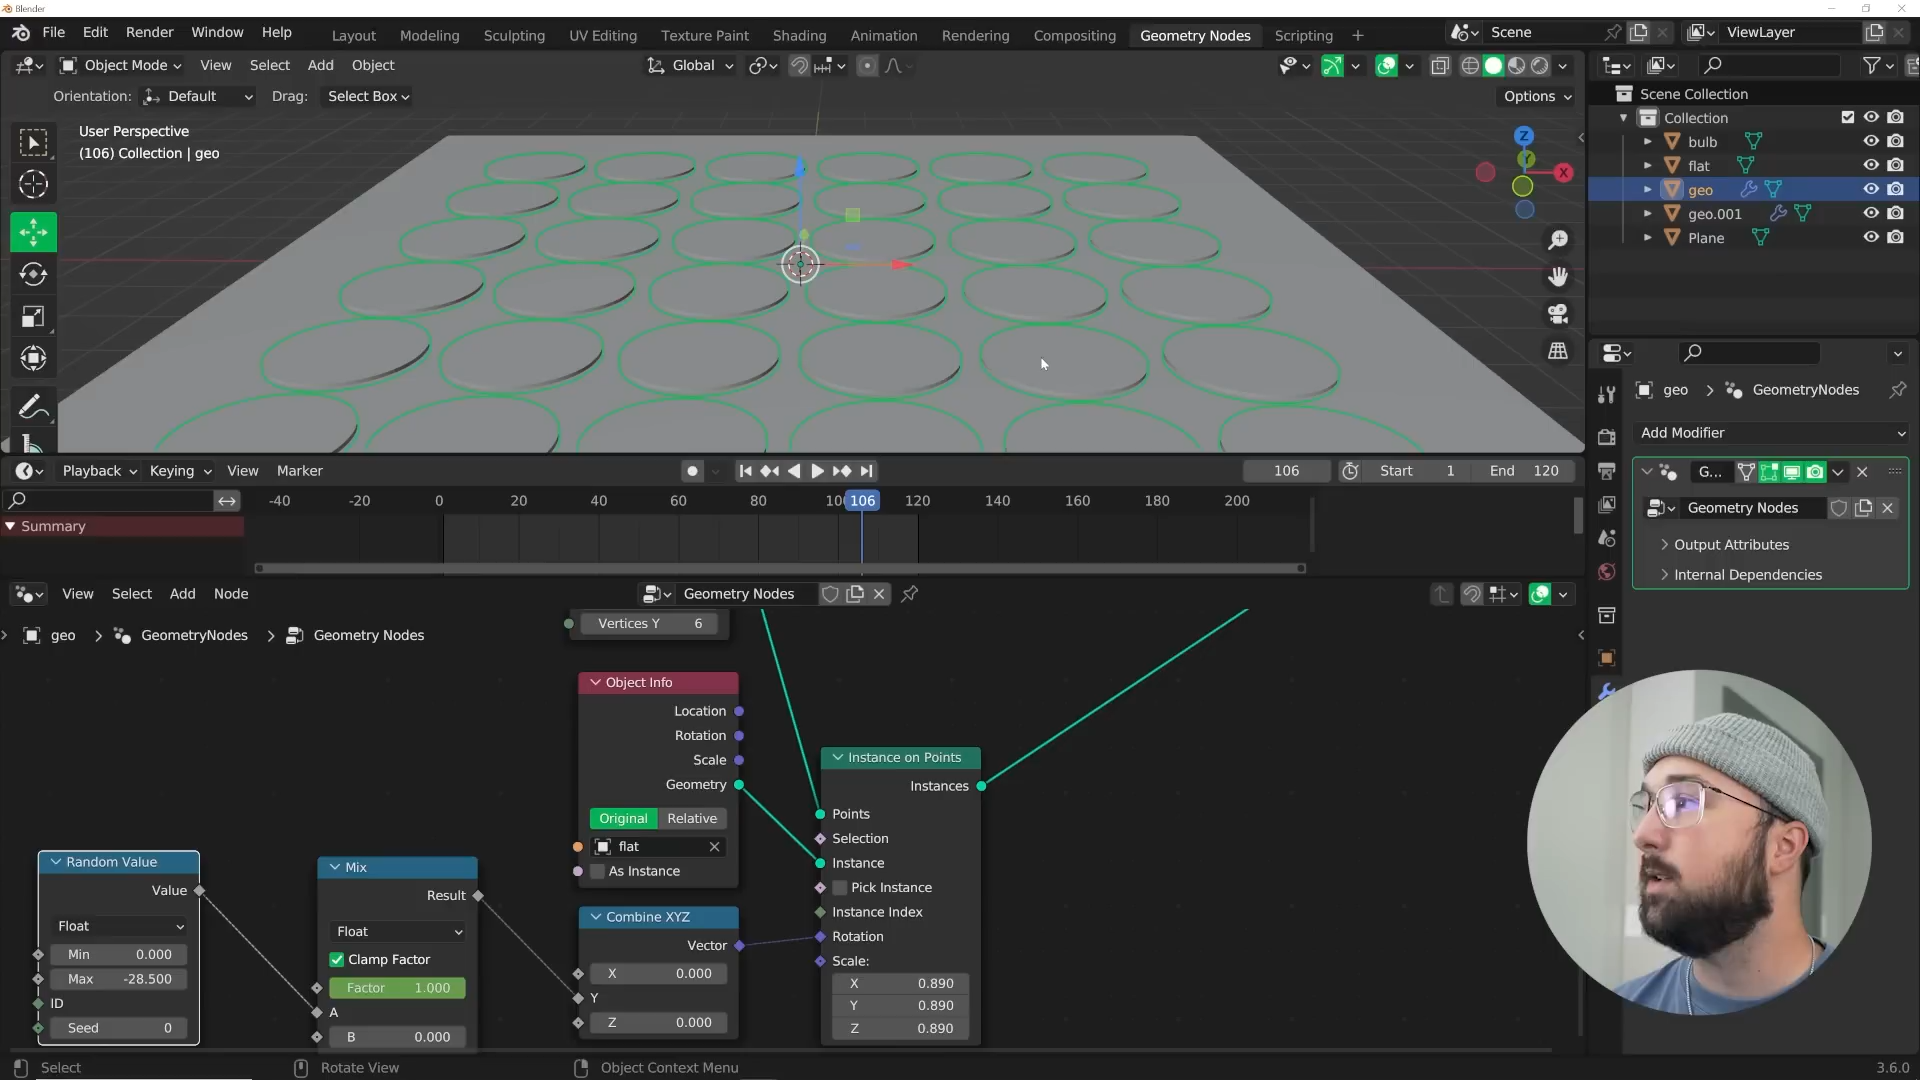 Blender
File Edit Render Window Help
Layout Modeling Sculpting UV Editing Texture Paint Shading Animation Rendering Compositing Geometry Nodes Scripting +
Scene
ViewLayer
Object Mode View Select Add Object
Global
Orientation: Default Drag: Select Box
Options
User Perspective
(106) Collection | geo
Z
Y
X
Scene Collection
Collection
bulb
flat
geo
geo.001
Plane
geo > GeometryNodes
Add Modifier
G...
Geometry Nodes
Output Attributes
Internal Dependencies
Playback Keying View Marker
106 Start 1 End 120
-40 -20 0 20 40 60 80 10 106 120 140 160 180 200
Summary
View Select Add Node
Geometry Nodes
geo > GeometryNodes > Geometry Nodes
Vertices Y 6
Object Info
Location
Rotation
Scale
Geometry
Original Relative
flat
As Instance
Instance on Points
Instances
Points
Selection
Instance
Pick Instance
Instance Index
Rotation
Scale:
X 0.890
Y 0.890
Z 0.890
Random Value
Value
Float
Min 0.000
Max -28.500
ID
Seed 0
Mix
Result
Float
Clamp Factor
Factor 1.000
A
B 0.000
Combine XYZ
Vector
X 0.000
Y
Z 0.000
Select Rotate View Object Context Menu 3.6.0